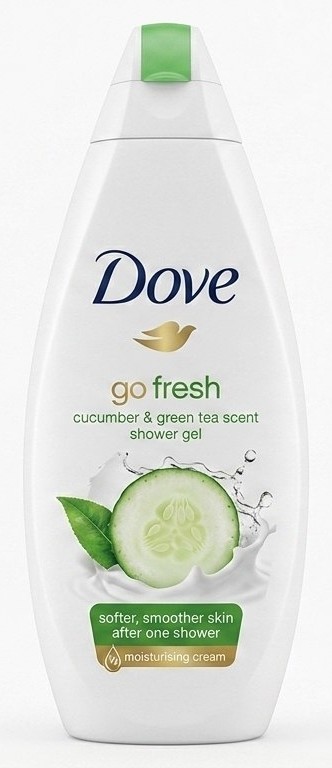 Dove
go fresh
cucumber & green tea scent
shower gel
softer, smoother skin
after one shower
moisturising cream